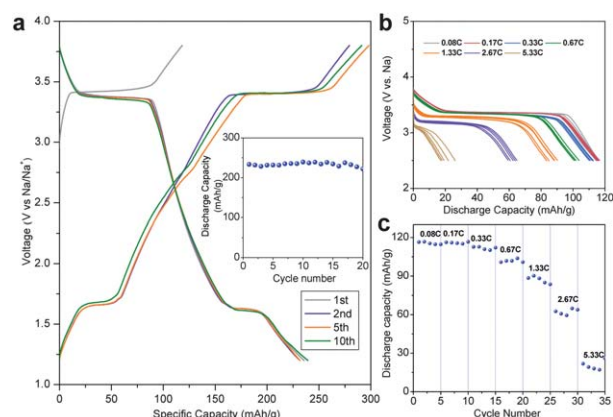 a
Voltage (V vs Na/Na⁺)
4.0
3.5
3.0
2.5
2.0
1.5
1.0
0
50
100
150
200
250
300
Specific Capacity (mAh/g)
Discharge Capacity
(mAh/g)
300
200
100
0
0
5
10
15
20
Cycle number
1st
2nd
5th
10th
b
0.08C 0.17C 0.33C 0.67C
1.33C 2.67C 5.33C
Voltage (V vs. Na)
5
4
3
2
0 20 40 60 80 100 120
Discharge Capacity (mAh/g)
c
Discharge capacity (mAh/g)
120
90
60
30
0
0.08C 0.17C 0.33C
0.67C
1.33C
2.67C
5.33C
0 5 10 15 20 25 30 35
Cycle Number